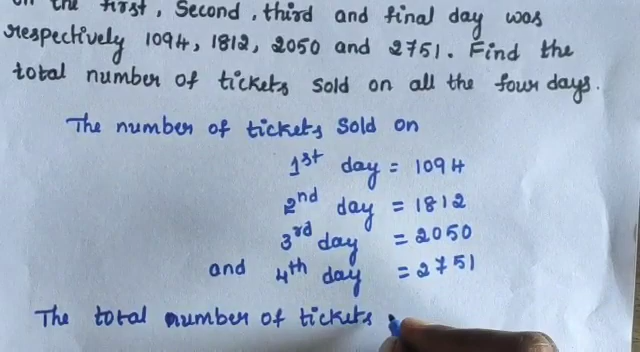 on the first, Second, third and final day was
respectively 1094, 1812, 2050 and 2751. Find the
total number of tickets sold on all the four days.
The number of tickets sold on
1st day = 1094
2nd day = 1812
3rd day = 2050
and 4th day = 2751
The total number of tickets